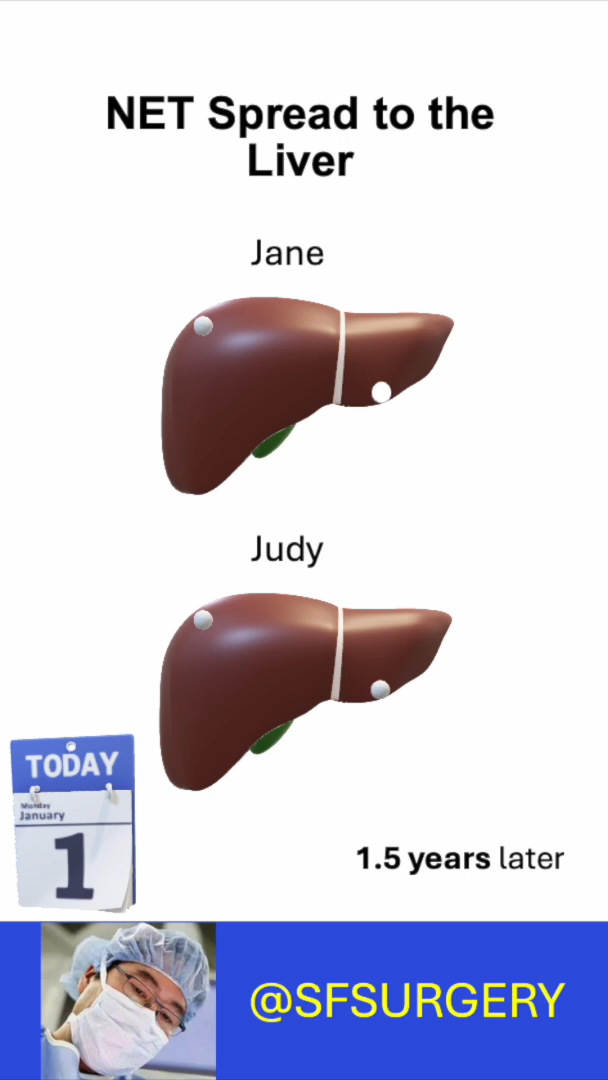 NET Spread to the
Liver
Jane
Judy
TODAY
Monday
January
1
1.5 years later
@SFSURGERY